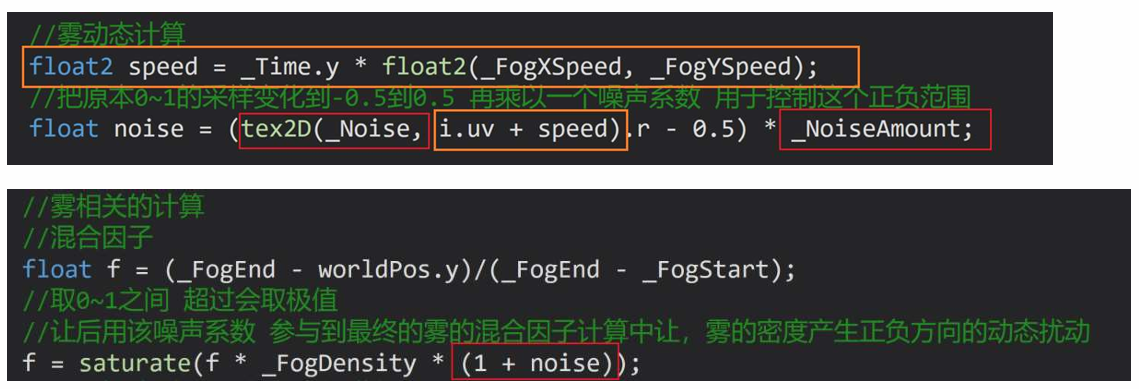 //雾动态计算
float2 speed = _Time.y * float2(_FogXSpeed, _FogYSpeed);
//把原本0~1的采样变化到-0.5到0.5 再乘以一个噪声系数 用于控制这个正负范围
float noise = (tex2D(_Noise, i.uv + speed).r - 0.5) * _NoiseAmount;
//雾相关的计算
//混合因子
float f = (_FogEnd - worldPos.y)/(_FogEnd - _FogStart);
//取0~1之间 超过会取极值
//让后用该噪声系数 参与到最终的雾的混合因子计算中让，雾的密度产生正负方向的动态扰动
f = saturate(f * _FogDensity * (1 + noise));